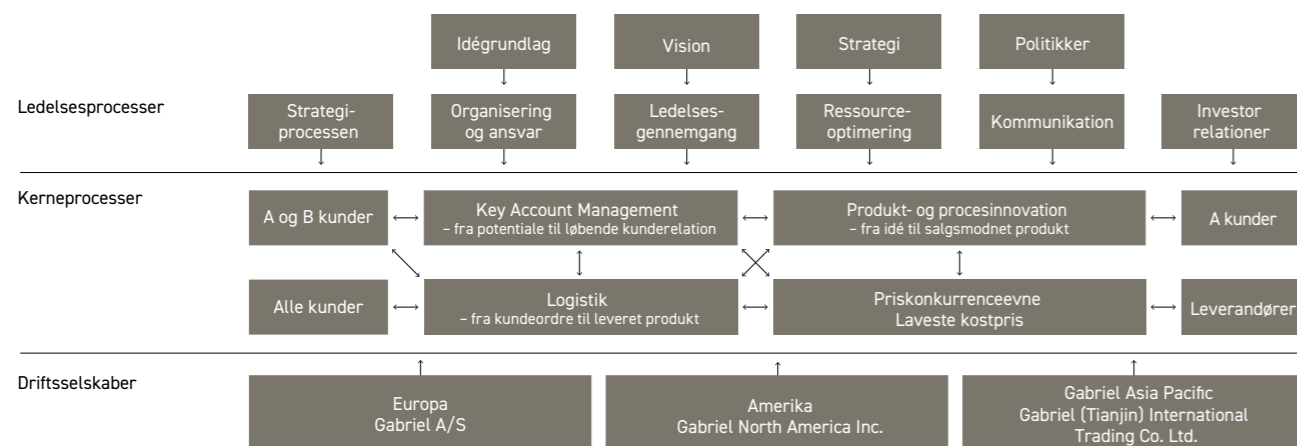 Idégrundlag
Vision
Strategi
Politikker
Ledelsesprocesser
Strategi-
processen
Organisering
og ansvar
Ledelses-
gennemgang
Ressource-
optimering
Kommunikation
Investor
relationer
Kerneprocesser
A og B kunder
Key Account Management
– fra potentiale til løbende kunderelation
Produkt- og procesinnovation
– fra idé til salgsmodnet produkt
A kunder
Alle kunder
Logistik
– fra kundeordre til leveret produkt
Priskonkurrenceevne
Laveste kostpris
Leverandører
Driftsselskaber
Europa
Gabriel A/S
Amerika
Gabriel North America Inc.
Gabriel Asia Pacific
Gabriel (Tianjin) International
Trading Co. Ltd.